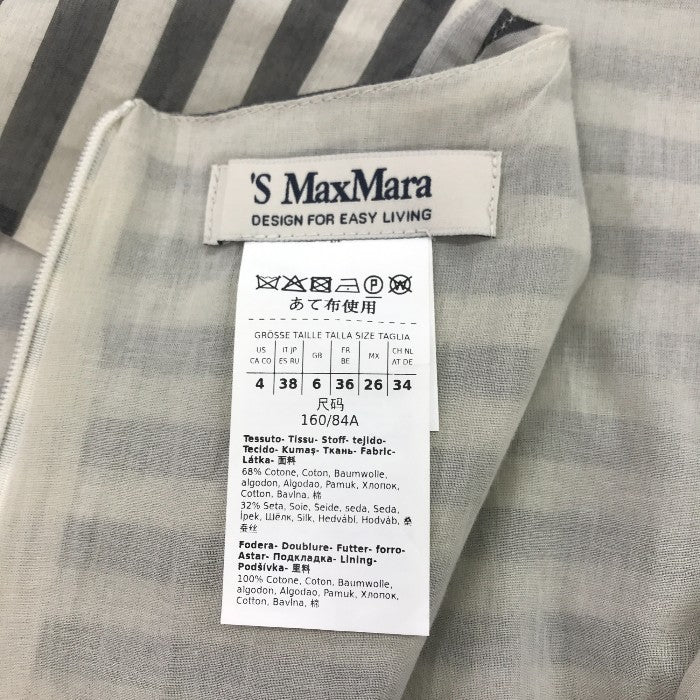 'S MaxMara
DESIGN FOR EASY LIVING
P W
あて布使用
GRÖSSE TAILLE TALLA SIZE TAGLIA
US CA CO IT JP ES RU GB FR BE MX CH NL AT DE
4 38 6 36 26 34
尺码
160/84A
Tessuto- Tissu- Stoff- tejido-
Tecido- Kumaş- Ткань- Fabric-
Látka- 面料
68% Cotone, Coton, Baumwolle,
algodon, Algodao, Pamuk, Хлопок,
Cotton, Bavlna, 棉
32% Seta, Soie, Seide, seda, Seda,
İpek, Шёлк, Silk, Hedvábí, Hodváb, 桑
蚕丝
Fodera- Doublure- Futter- forro-
Astar- Подкладка- Lining-
Podšívka- 里料
100% Cotone, Coton, Baumwolle,
algodon, Algodao, Pamuk, Хлопок,
Cotton, Bavlna, 棉